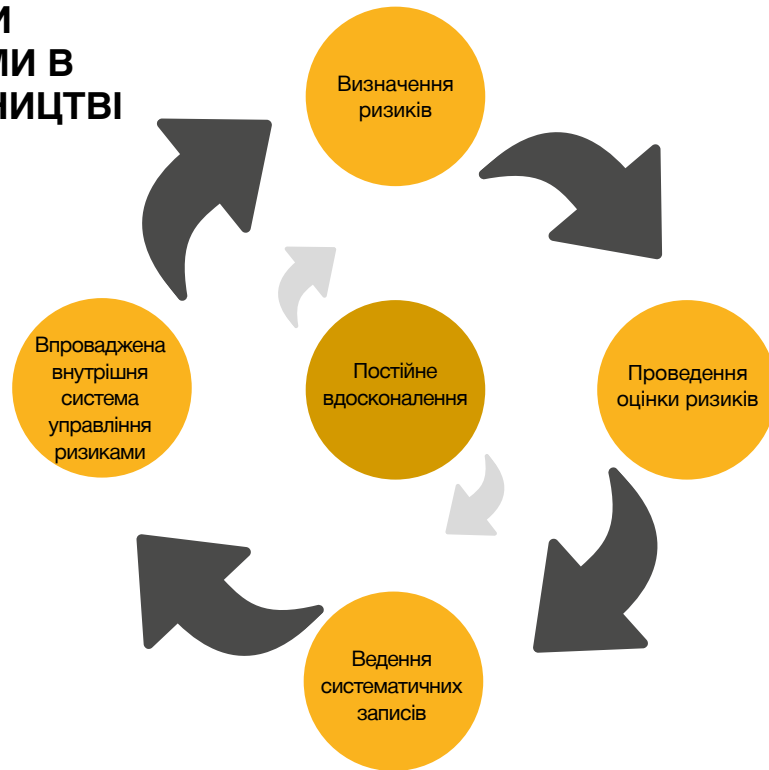 И
МИ В
НИЦТВІ
Визначення
ризиків
Впроваджена
внутрішня
система
управління
ризиками
Постійне
вдосконалення
Проведення
оцінки ризиків
Ведення
систематичних
записів